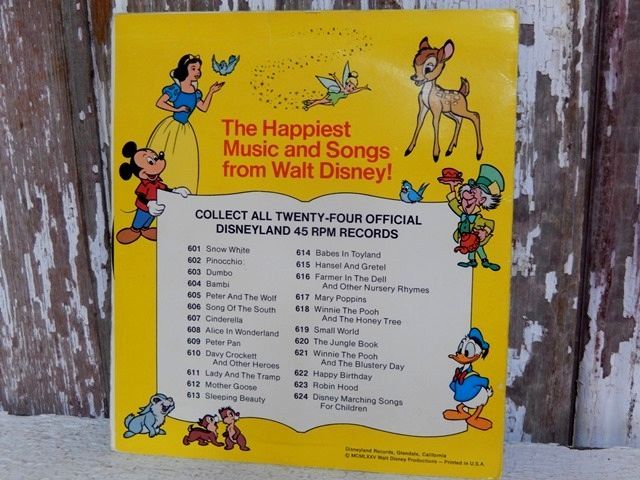 The Happiest
Music and Songs
from Walt Disney!
COLLECT ALL TWENTY-FOUR OFFICIAL
DISNEYLAND 45 RPM RECORDS
601 Snow White
602 Pinocchio
603 Dumbo
604 Bambi
605 Peter And The Wolf
606 Song Of The South
607 Cinderella
608 Alice In Wonderland
609 Peter Pan
610 Davy Crockett
And Other Heroes
611 Lady And The Tramp
612 Mother Goose
613 Sleeping Beauty
614 Babes In Toyland
615 Hansel And Gretel
616 Farmer In The Dell
And Other Nursery Rhymes
617 Mary Poppins
618 Winnie The Pooh
And The Honey Tree
619 Small World
620 The Jungle Book
621 Winnie The Pooh
And The Blustery Day
622 Happy Birthday
623 Robin Hood
624 Disney Marching Songs
For Children
Disneyland Records, Glendale, California
© MCMLXXV Walt Disney Productions — Printed in U.S.A.